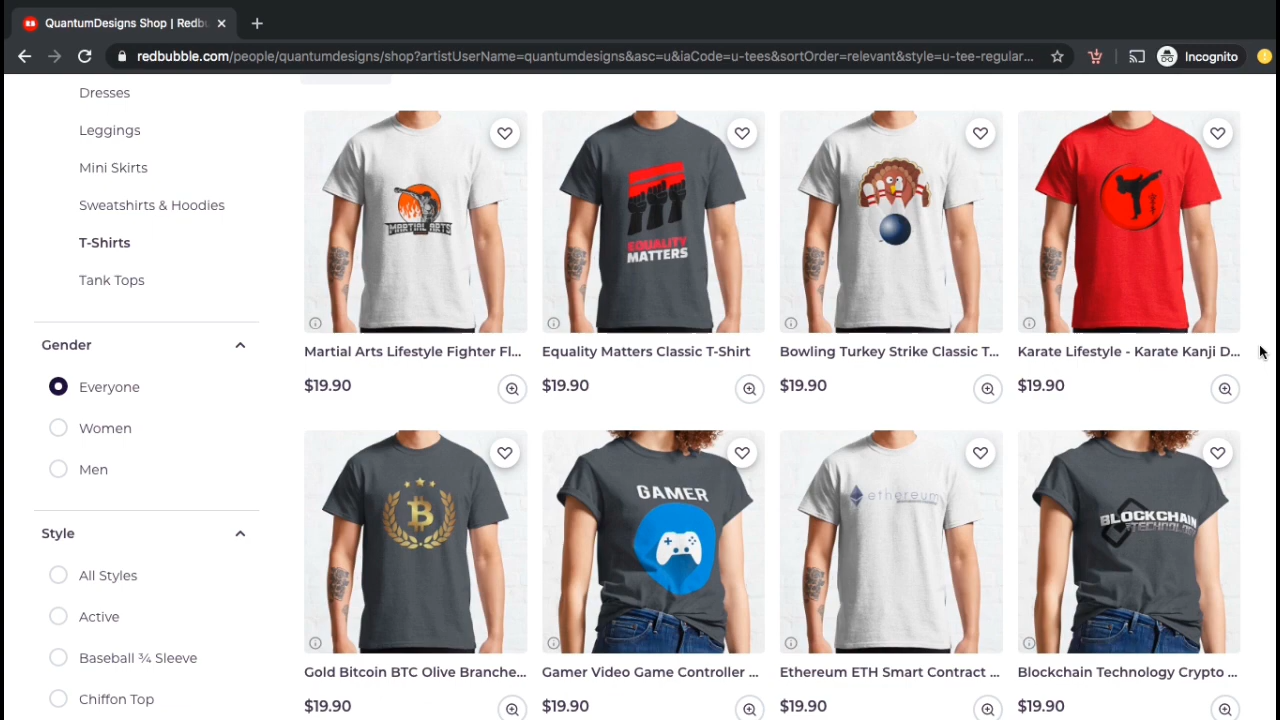 QuantumDesigns Shop | Redb
redbubble.com/people/quantumdesigns/shop?artistUserName=quantumdesigns&asc=u&iaCode=u-tees&sortOrder=relevant&style=u-tee-regular...
Incognito
Dresses
Leggings
Mini Skirts
Sweatshirts & Hoodies
T-Shirts
Tank Tops
Gender
Everyone
Women
Men
Style
All Styles
Active
Baseball ¾ Sleeve
Chiffon Top
MARTIAL ARTS
EQUALITY
MATTERS
Martial Arts Lifestyle Fighter Fl...
Equality Matters Classic T-Shirt
Bowling Turkey Strike Classic T...
Karate Lifestyle - Karate Kanji D...
$19.90
$19.90
$19.90
$19.90
B
GAMER
ethereum
BLOCKCHAIN
TECHNOLOGY
Gold Bitcoin BTC Olive Branche...
Gamer Video Game Controller ...
Ethereum ETH Smart Contract ...
Blockchain Technology Crypto ...
$19.90
$19.90
$19.90
$19.90